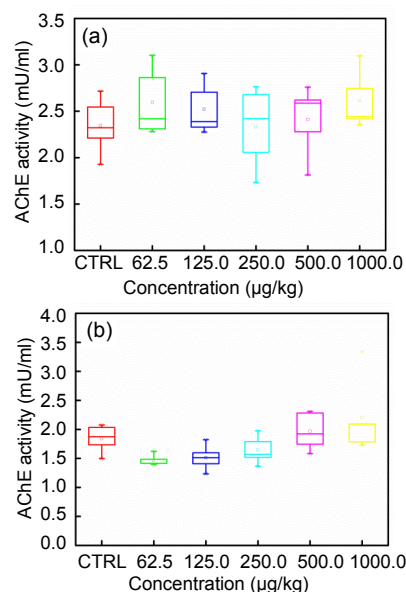 (a)
AChE activity (mU/ml)
3.5
3.0
2.5
2.0
1.5
1.0
CTRL 62.5 125.0 250.0 500.0 1000.0
Concentration (µg/kg)
(b)
AChE activity (mU/ml)
4.0
3.5
3.0
2.5
2.0
1.5
1.0
0.5
0.0
CTRL 62.5 125.0 250.0 500.0 1000.0
Concentration (µg/kg)